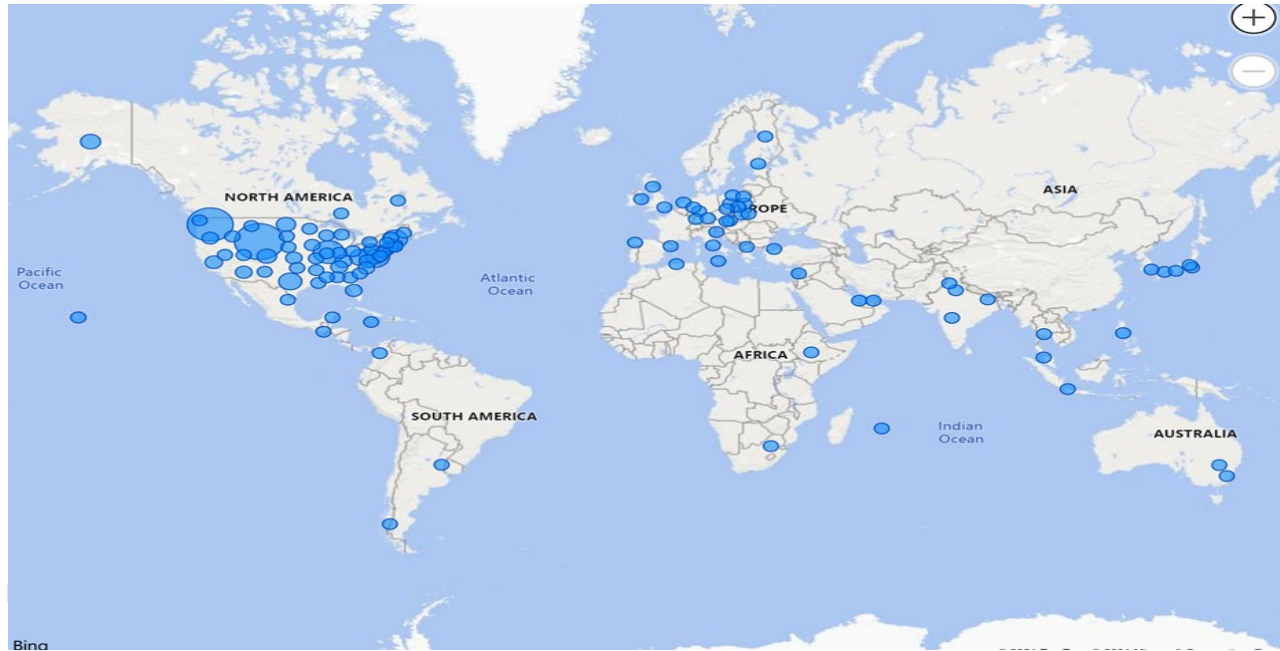 NORTH AMERICA
ASIA
ROPE
Pacific
Ocean
Atlantic
Ocean
AFRICA
SOUTH AMERICA
Indian
Ocean
AUSTRALIA
Bing